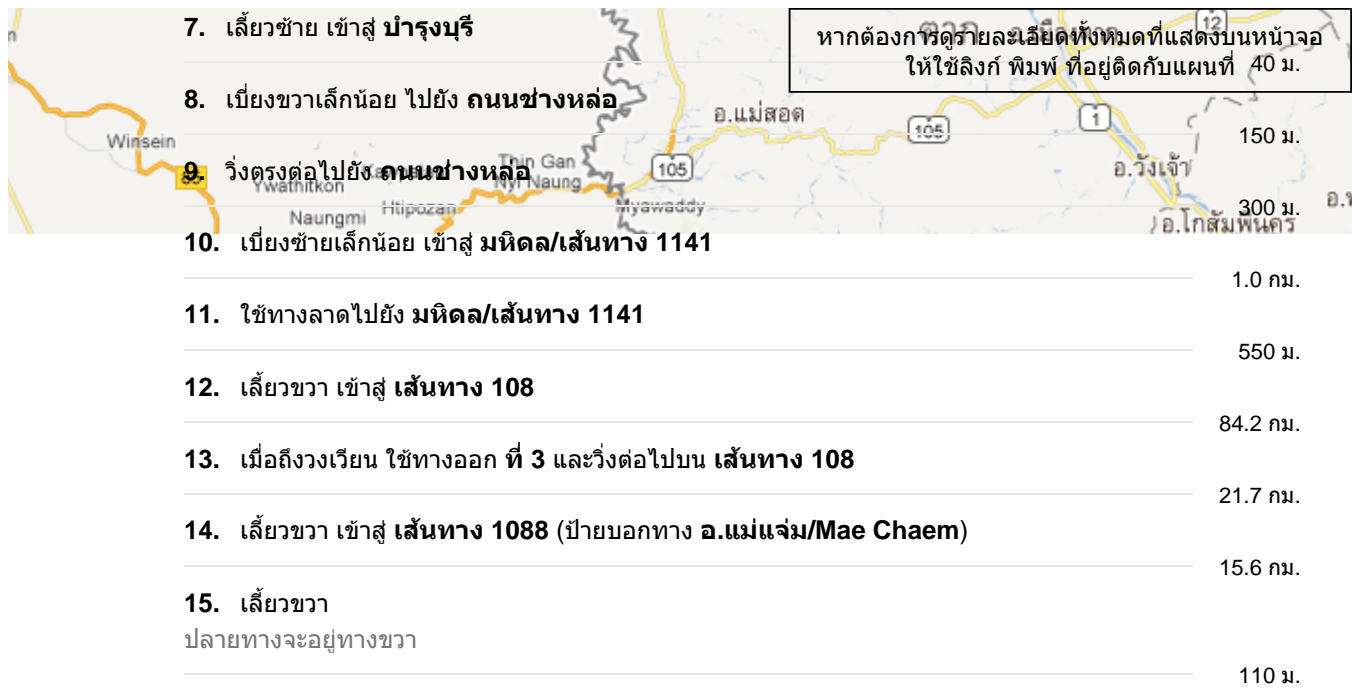 7. เลี้ยวซ้าย เข้าสู่ บำรุงบุรี
หากต้องการดูรายละเอียดทั้งหมดที่แสดงบนหน้าจอ
ให้ใช้ลิงก์ พิมพ์ ที่อยู่ติดกับแผนที่
12
40 ม.
8. เบี่ยงขวาเล็กน้อย ไปยัง ถนนช่างหล่อ
อ.แม่สอด
105
1
150 ม.
Winsein
9. วิ่งตรงต่อไปยัง ถนนช่างหล่อ
Ywathitkon
Thin Gan
Nyi Naung
105
อ.วังเจ้า
Naungmi
Htipozan
Myawaddy
300 ม.
อ.โกสัมพีนคร
10. เบี่ยงซ้ายเล็กน้อย เข้าสู่ มหิดล/เส้นทาง 1141
1.0 กม.
11. ใช้ทางลาดไปยัง มหิดล/เส้นทาง 1141
550 ม.
12. เลี้ยวขวา เข้าสู่ เส้นทาง 108
84.2 กม.
13. เมื่อถึงวงเวียน ใช้ทางออก ที่ 3 และวิ่งต่อไปบน เส้นทาง 108
21.7 กม.
14. เลี้ยวขวา เข้าสู่ เส้นทาง 1088 (ป้ายบอกทาง อ.แม่แจ่ม/Mae Chaem)
15.6 กม.
15. เลี้ยวขวา
ปลายทางจะอยู่ทางขวา
110 ม.